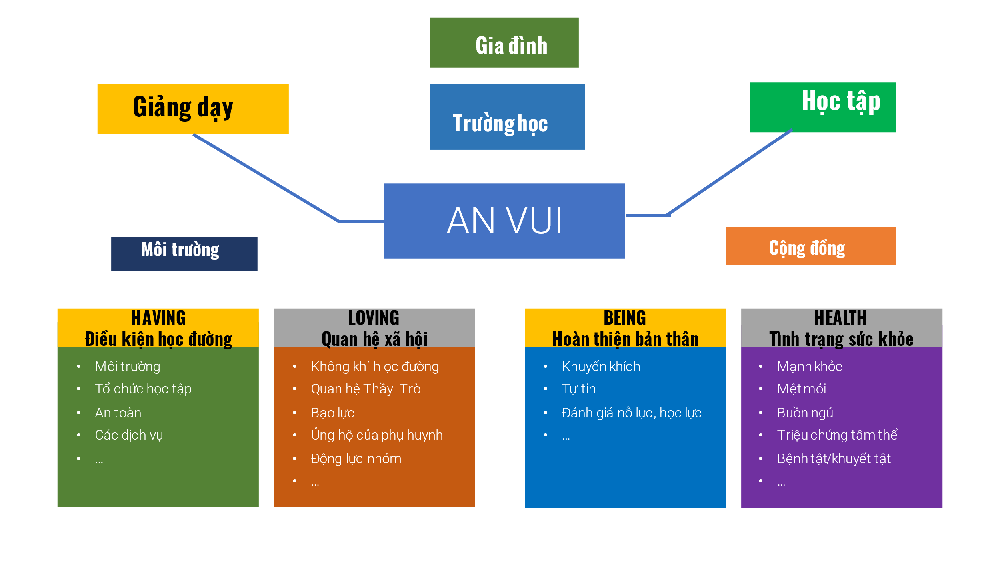 Gia đình
Giảng dạy
Trường học
Học tập
AN VUI
Môi trường
Cộng đồng
HAVING
Điều kiện học đường
• Môi trường
• Tổ chức học tập
• An toàn
• Các dịch vụ
• ...
LOVING
Quan hệ xã hội
• Không khí h ọc đường
• Quan hệ Thầy- Trò
• Bạo lực
• Ủng hộ của phụ huynh
• Động lực nhóm
• ...
BEING
Hoàn thiện bản thân
• Khuyến khích
• Tự tin
• Đánh giá nỗ lực, học lực
• ...
HEALTH
Tình trạng sức khỏe
• Mạnh khỏe
• Mệt mỏi
• Buồn ngủ
• Triệu chứng tâm thể
• Bệnh tật/khuyết tật
• ...